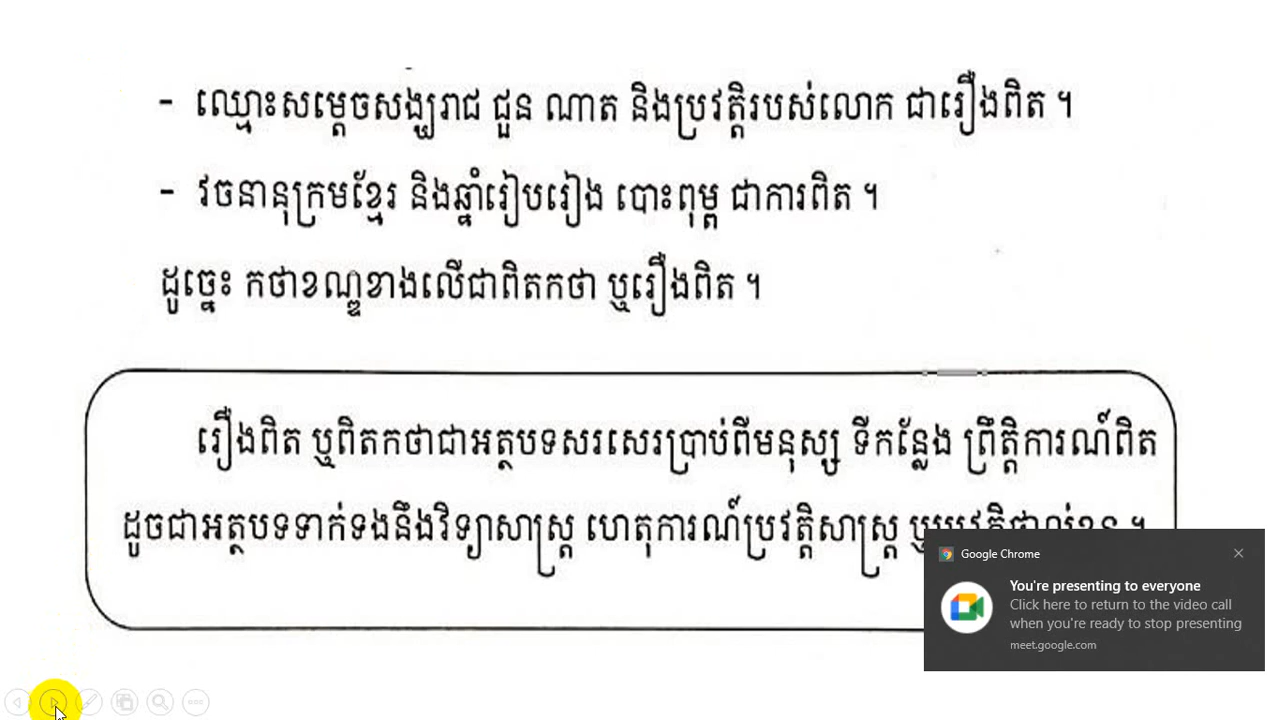 - ឈ្មោះសម្ដេចសង្ឃរាជ ជួន ណាត និងប្រវត្តិរបស់លោក ជារឿងពិត ។
- វចនានុក្រមខ្មែរ និងឆ្នាំរៀបរៀង បោះពុម្ព ជាការពិត ។
ដូច្នេះ កថាខណ្ឌខាងលើជាពិតកថា ឬរឿងពិត ។
រឿងពិត ឬពិតកថាជាអត្ថបទសរសេរប្រាប់ពីមនុស្ស ទីកន្លែង ព្រឹត្តិការណ៍ពិត
ដូចជាអត្ថបទទាក់ទងនឹងវិទ្យាសាស្ត្រ ហេតុការណ៍ប្រវត្តិសាស្ត្រ
Google Chrome
You're presenting to everyone
Click here to return to the video call
when you're ready to stop presenting
meet.google.com